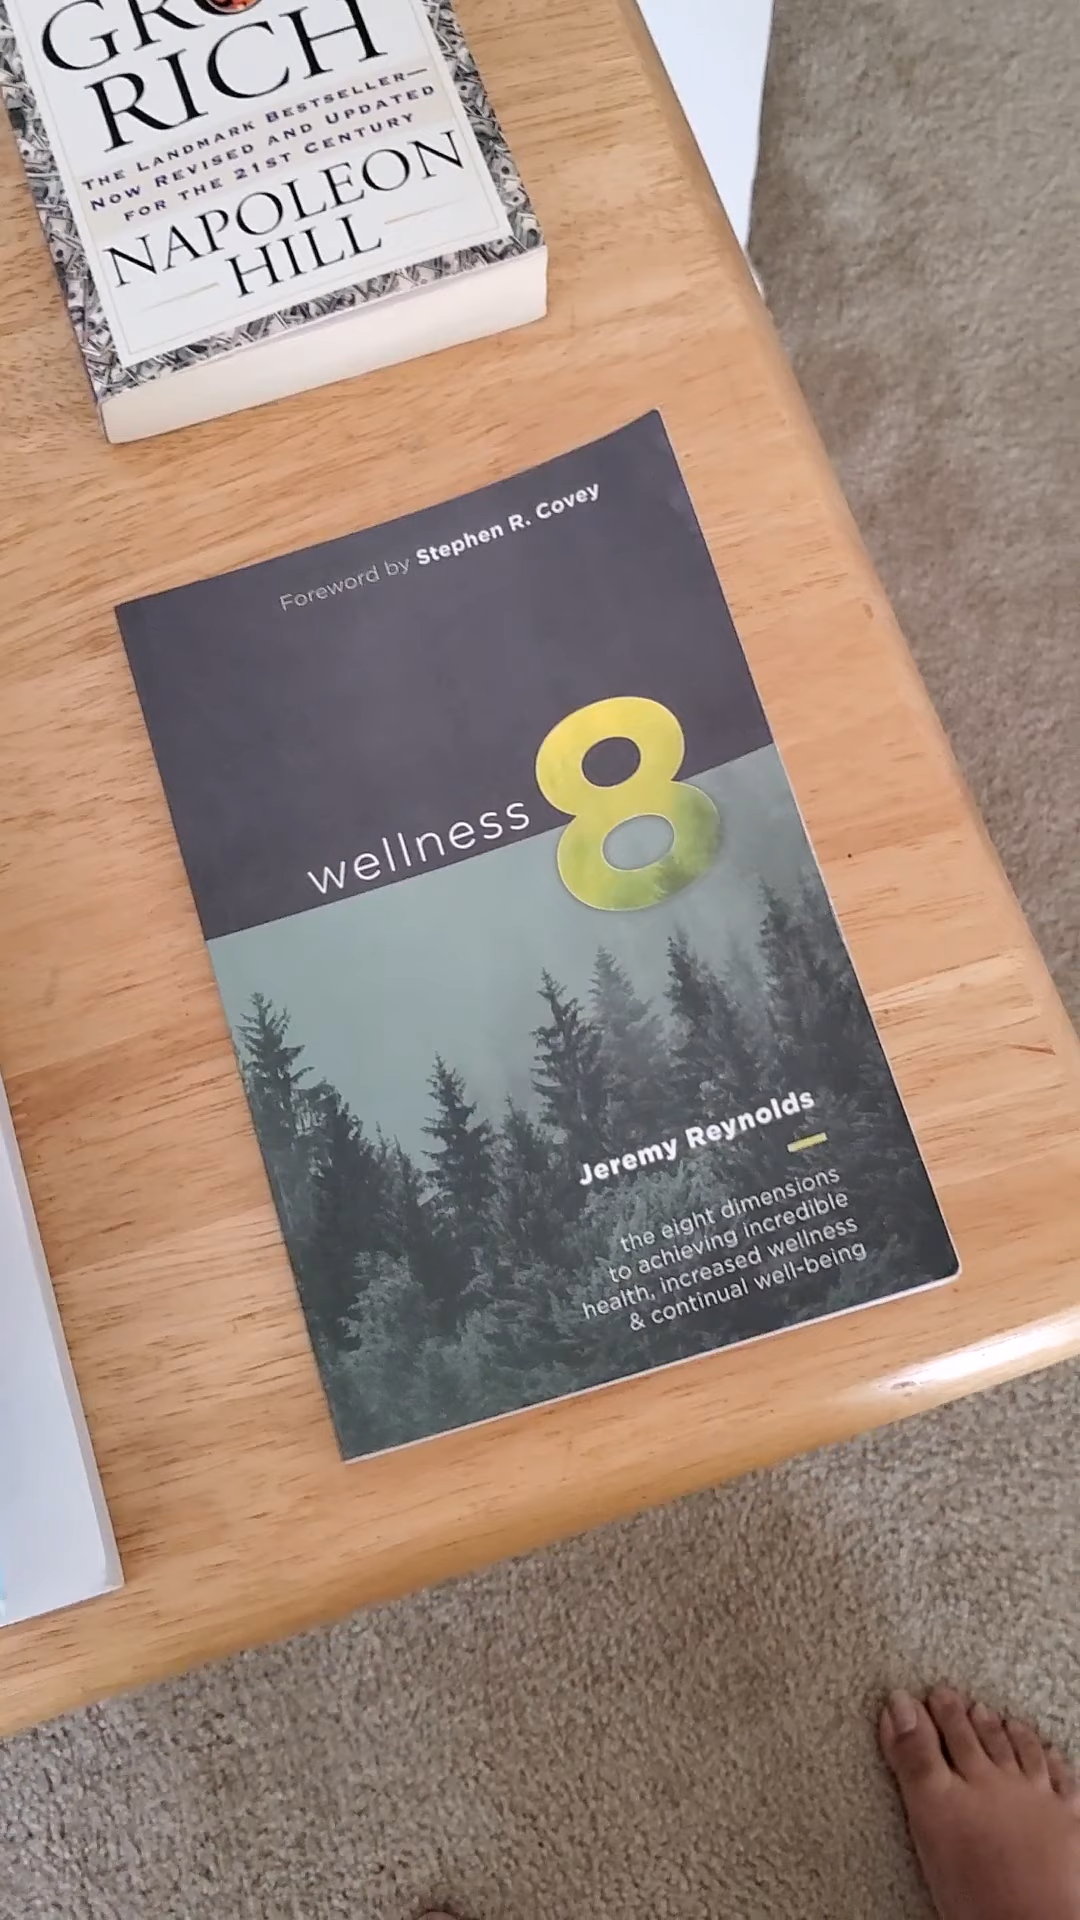 GRO
RICH
THE LANDMARK BESTSELLER—
NOW REVISED AND UPDATED
FOR THE 21ST CENTURY
NAPOLEON
HILL
Foreword by Stephen R. Covey
wellness 8
Jeremy Reynolds
the eight dimensions
to achieving incredible
health, increased wellness
& continual well-being